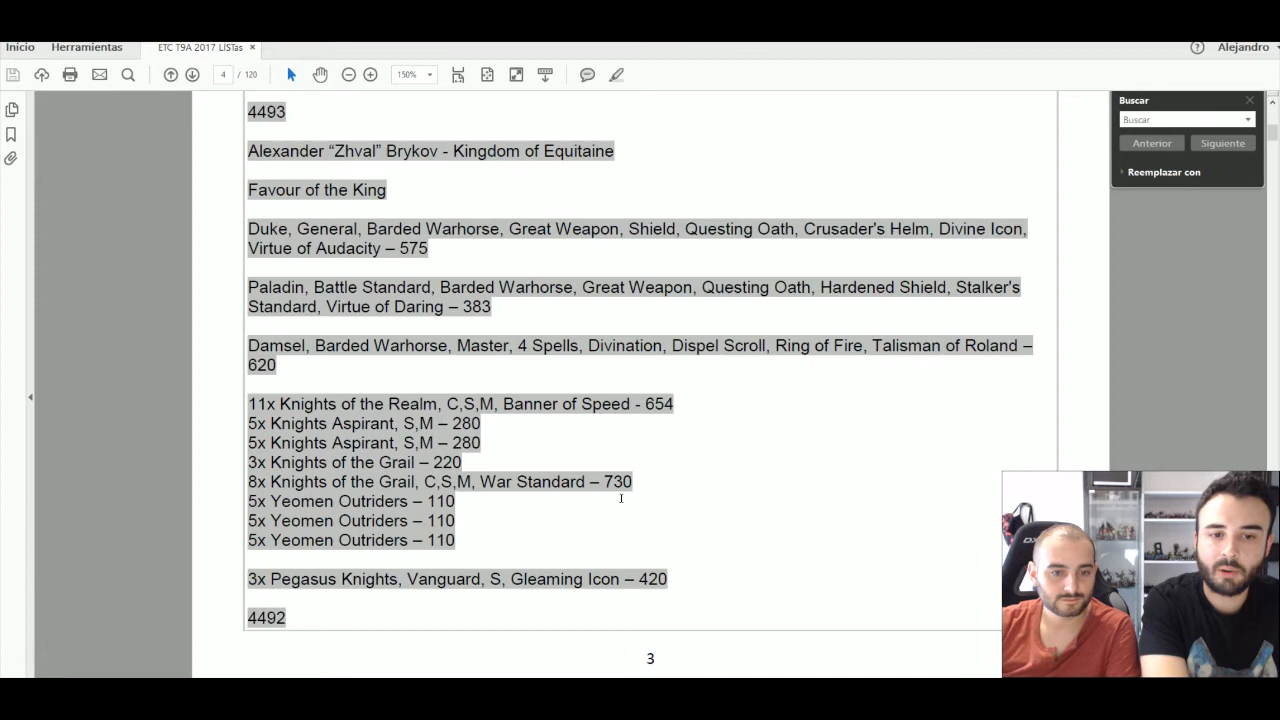 Inicio Herramientas ETC T9A 2017 LISTas × ? Alejandro
4 / 120 150%
Buscar
Buscar
Anterior Siguiente
Reemplazar con
4493
Alexander “Zhval” Brykov - Kingdom of Equitaine
Favour of the King
Duke, General, Barded Warhorse, Great Weapon, Shield, Questing Oath, Crusader's Helm, Divine Icon,
Virtue of Audacity – 575
Paladin, Battle Standard, Barded Warhorse, Great Weapon, Questing Oath, Hardened Shield, Stalker's
Standard, Virtue of Daring – 383
Damsel, Barded Warhorse, Master, 4 Spells, Divination, Dispel Scroll, Ring of Fire, Talisman of Roland –
620
11x Knights of the Realm, C,S,M, Banner of Speed - 654
5x Knights Aspirant, S,M – 280
5x Knights Aspirant, S,M – 280
3x Knights of the Grail – 220
8x Knights of the Grail, C,S,M, War Standard – 730
5x Yeomen Outriders – 110
5x Yeomen Outriders – 110
5x Yeomen Outriders – 110
3x Pegasus Knights, Vanguard, S, Gleaming Icon – 420
4492
3